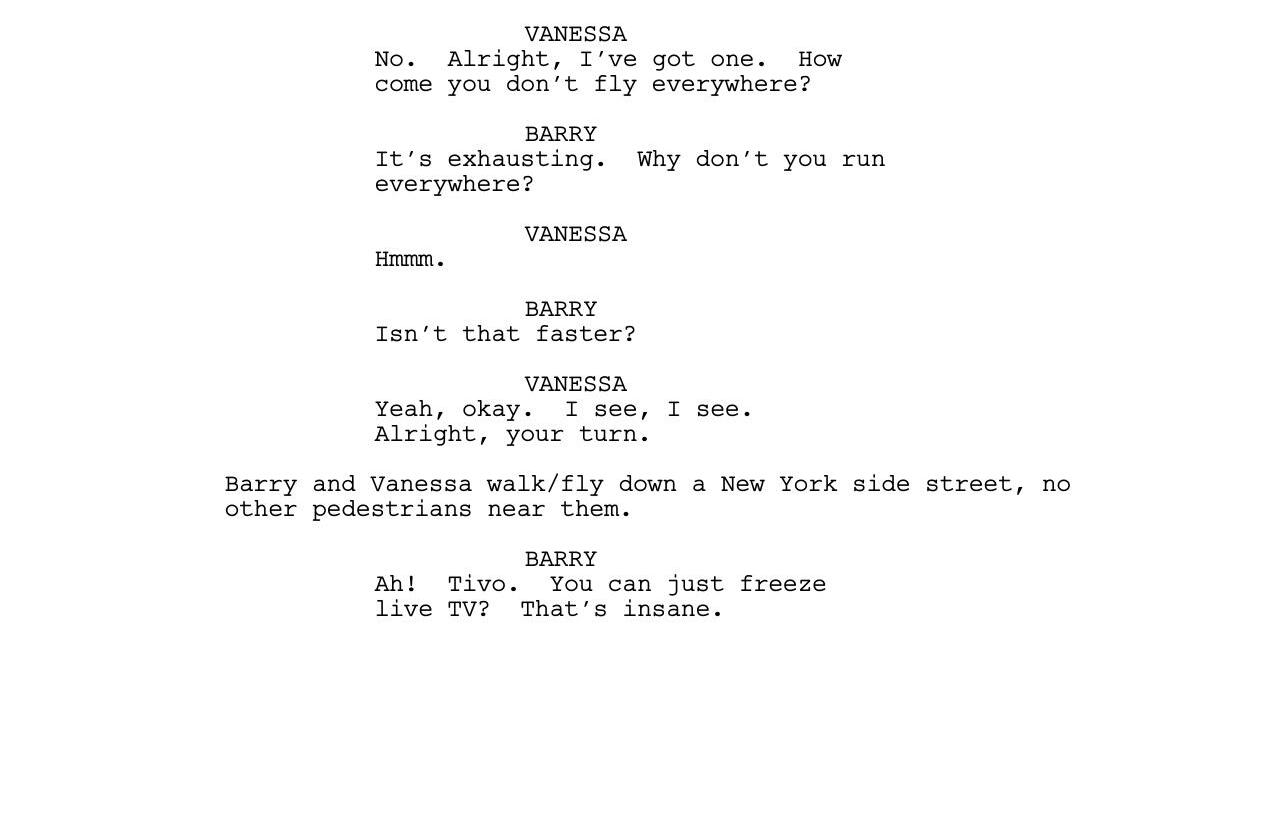 VANESSA
No.  Alright, I’ve got one.  How
come you don’t fly everywhere?
BARRY
It’s exhausting.  Why don’t you run
everywhere?
VANESSA
Hmmm.
BARRY
Isn’t that faster?
VANESSA
Yeah, okay.  I see, I see.
Alright, your turn.
Barry and Vanessa walk/fly down a New York side street, no
other pedestrians near them.
BARRY
Ah!  Tivo.  You can just freeze
live TV?  That’s insane.